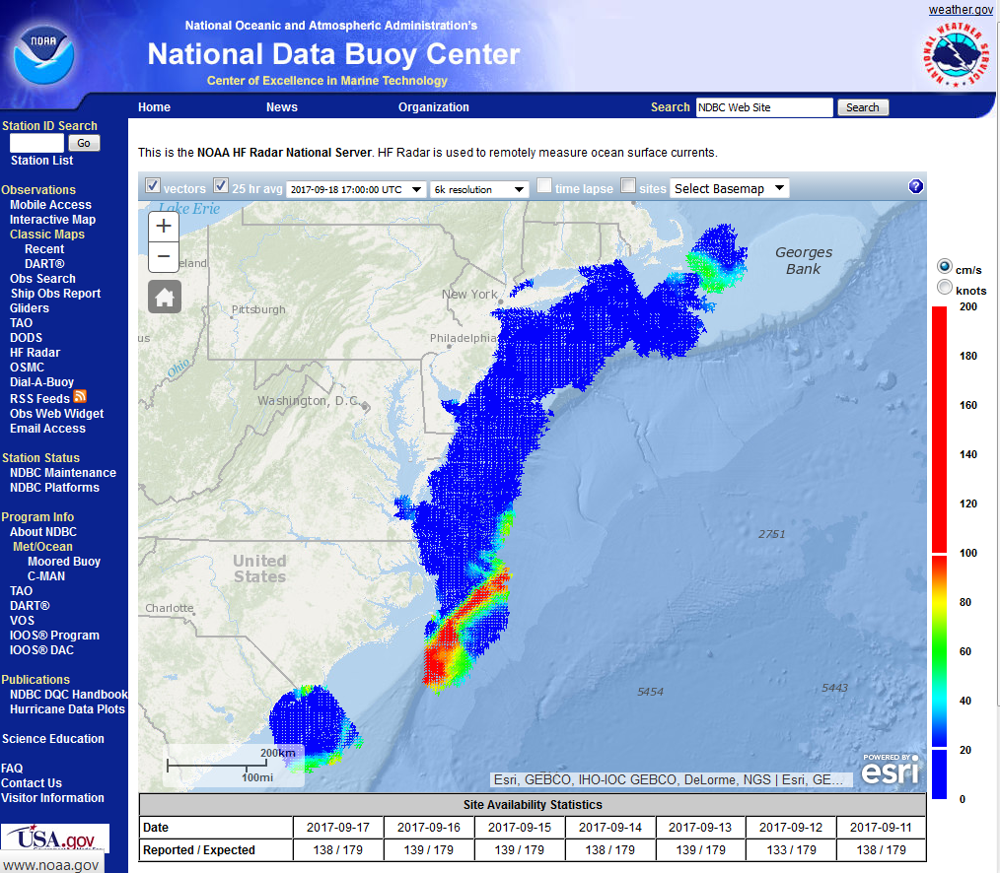 weather.gov
National Oceanic and Atmospheric Administration's
National Data Buoy Center
Center of Excellence in Marine Technology
NOAA
NATIONAL WEATHER SERVICE
Home News Organization Search NDBC Web Site Search
Station ID Search
Go
Station List
Observations
Mobile Access
Interactive Map
Classic Maps
Recent
DART®
Obs Search
Ship Obs Report
Gliders
TAO
DODS
HF Radar
OSMC
Dial-A-Buoy
RSS Feeds
Obs Web Widget
Email Access
Station Status
NDBC Maintenance
NDBC Platforms
Program Info
About NDBC
Met/Ocean
Moored Buoy
C-MAN
TAO
DART®
VOS
IOOS® Program
IOOS® DAC
Publications
NDBC DQC Handbook
Hurricane Data Plots
Science Education
FAQ
Contact Us
Visitor Information
USA.gov
www.noaa.gov
This is the NOAA HF Radar National Server. HF Radar is used to remotely measure ocean surface currents.
vectors 25 hr avg 2017-09-18 17:00:00 UTC 6k resolution time lapse sites Select Basemap ?
Lake Erie
+
−
eland
Georges
Bank
New York
Pittsburgh
Philadelphia
us
Ohio
Washington, D.C.
2751
United
States
Charlotte
5454
5443
200km
100mi
POWERED BY
esri
Esri, GEBCO, IHO-IOC GEBCO, DeLorme, NGS | Esri, GE...
cm/s
knots
200
180
160
140
120
100
80
60
40
20
0
Site Availability Statistics
Date 2017-09-17 2017-09-16 2017-09-15 2017-09-14 2017-09-13 2017-09-12 2017-09-11
Reported / Expected 138 / 179 139 / 179 139 / 179 138 / 179 139 / 179 133 / 179 138 / 179